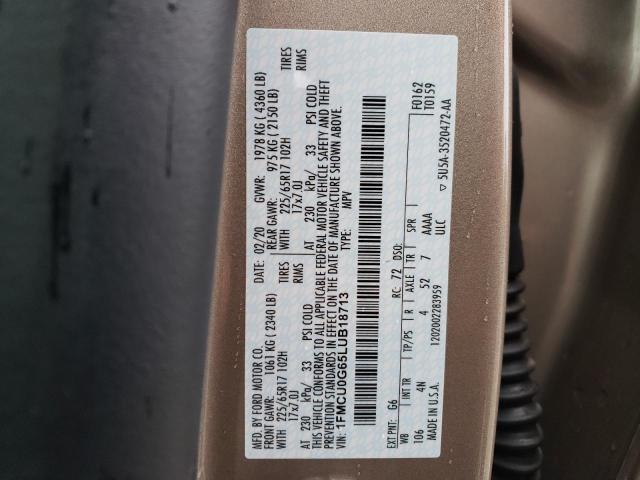 MFD. BY FORD MOTOR CO.
DATE: 02/20 GVWR: 1978 KG ( 4360 LB)
FRONT GAWR: 1061 KG ( 2340 LB) REAR GAWR: 975 KG ( 2150 LB)
WITH 225/65R17 102H TIRES WITH 225/65R17 102H TIRES
17x7.0J RIMS 17x7.0J RIMS
AT 230 kPa/ 33 PSI COLD AT 230 kPa/ 33 PSI COLD
THIS VEHICLE CONFORMS TO ALL APPLICABLE FEDERAL MOTOR VEHICLE SAFETY AND THEFT
PREVENTION STANDARDS IN EFFECT ON THE DATE OF MANUFACTURE SHOWN ABOVE.
VIN: 1FMCU0G65LUB18713 TYPE: MPV
F0162
T0159
EXT PNT: G6 RC: 72 DSO:
WB INT TR TP/PS R AXLE TR SPR
106 4N 4 52 7 AAAA
ULC
MADE IN U.S.A. 1202002283959 ▽ 5U5A-3520472-AA